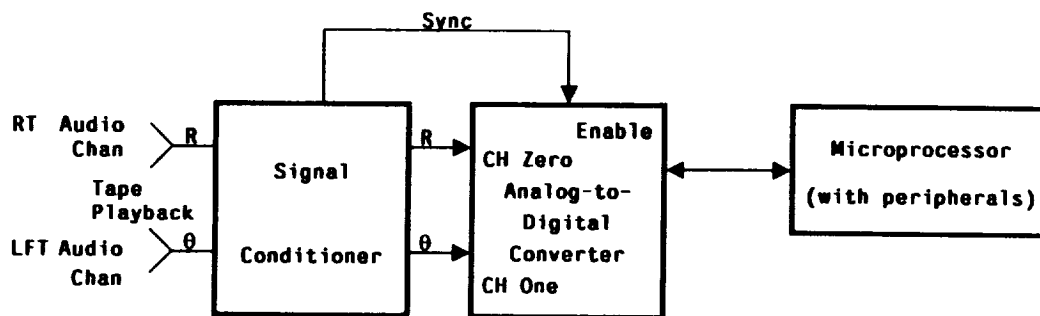 Sync
RT Audio
Chan
R
Tape
Playback
LFT Audio
Chan
θ
Signal
Conditioner
R
θ
Enable
CH Zero
Analog-to-
Digital
Converter
CH One
Microprocessor
(with peripherals)